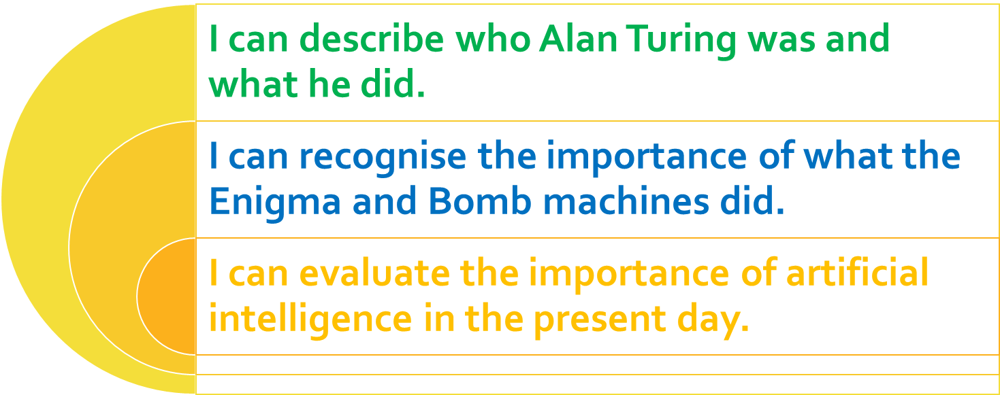 I can describe who Alan Turing was and
what he did.
I can recognise the importance of what the
Enigma and Bomb machines did.
I can evaluate the importance of artificial
intelligence in the present day.